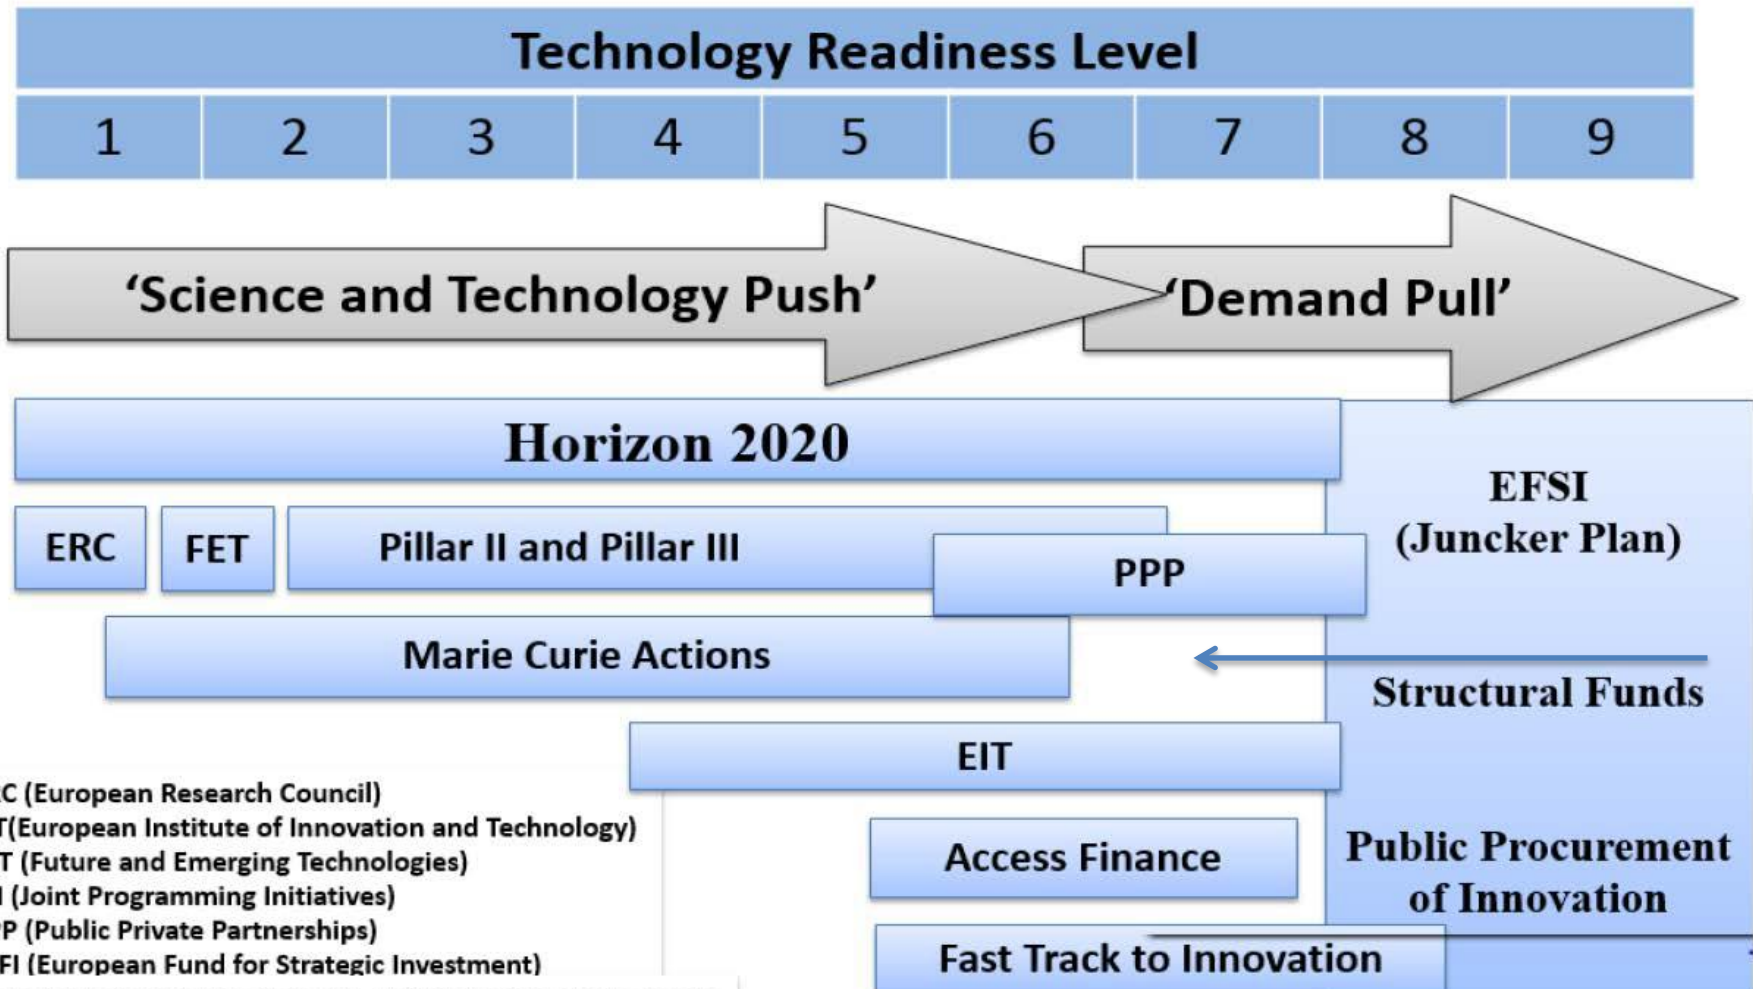 Technology Readiness Level
1 2 3 4 5 6 7 8 9
‘Science and Technology Push’
‘Demand Pull’
Horizon 2020
EFSI
(Juncker Plan)
ERC
FET
Pillar II and Pillar III
PPP
Marie Curie Actions
Structural Funds
EIT
Access Finance
Public Procurement
of Innovation
Fast Track to Innovation
RC (European Research Council)
T(European Institute of Innovation and Technology)
T (Future and Emerging Technologies)
I (Joint Programming Initiatives)
PP (Public Private Partnerships)
FI (European Fund for Strategic Investment)